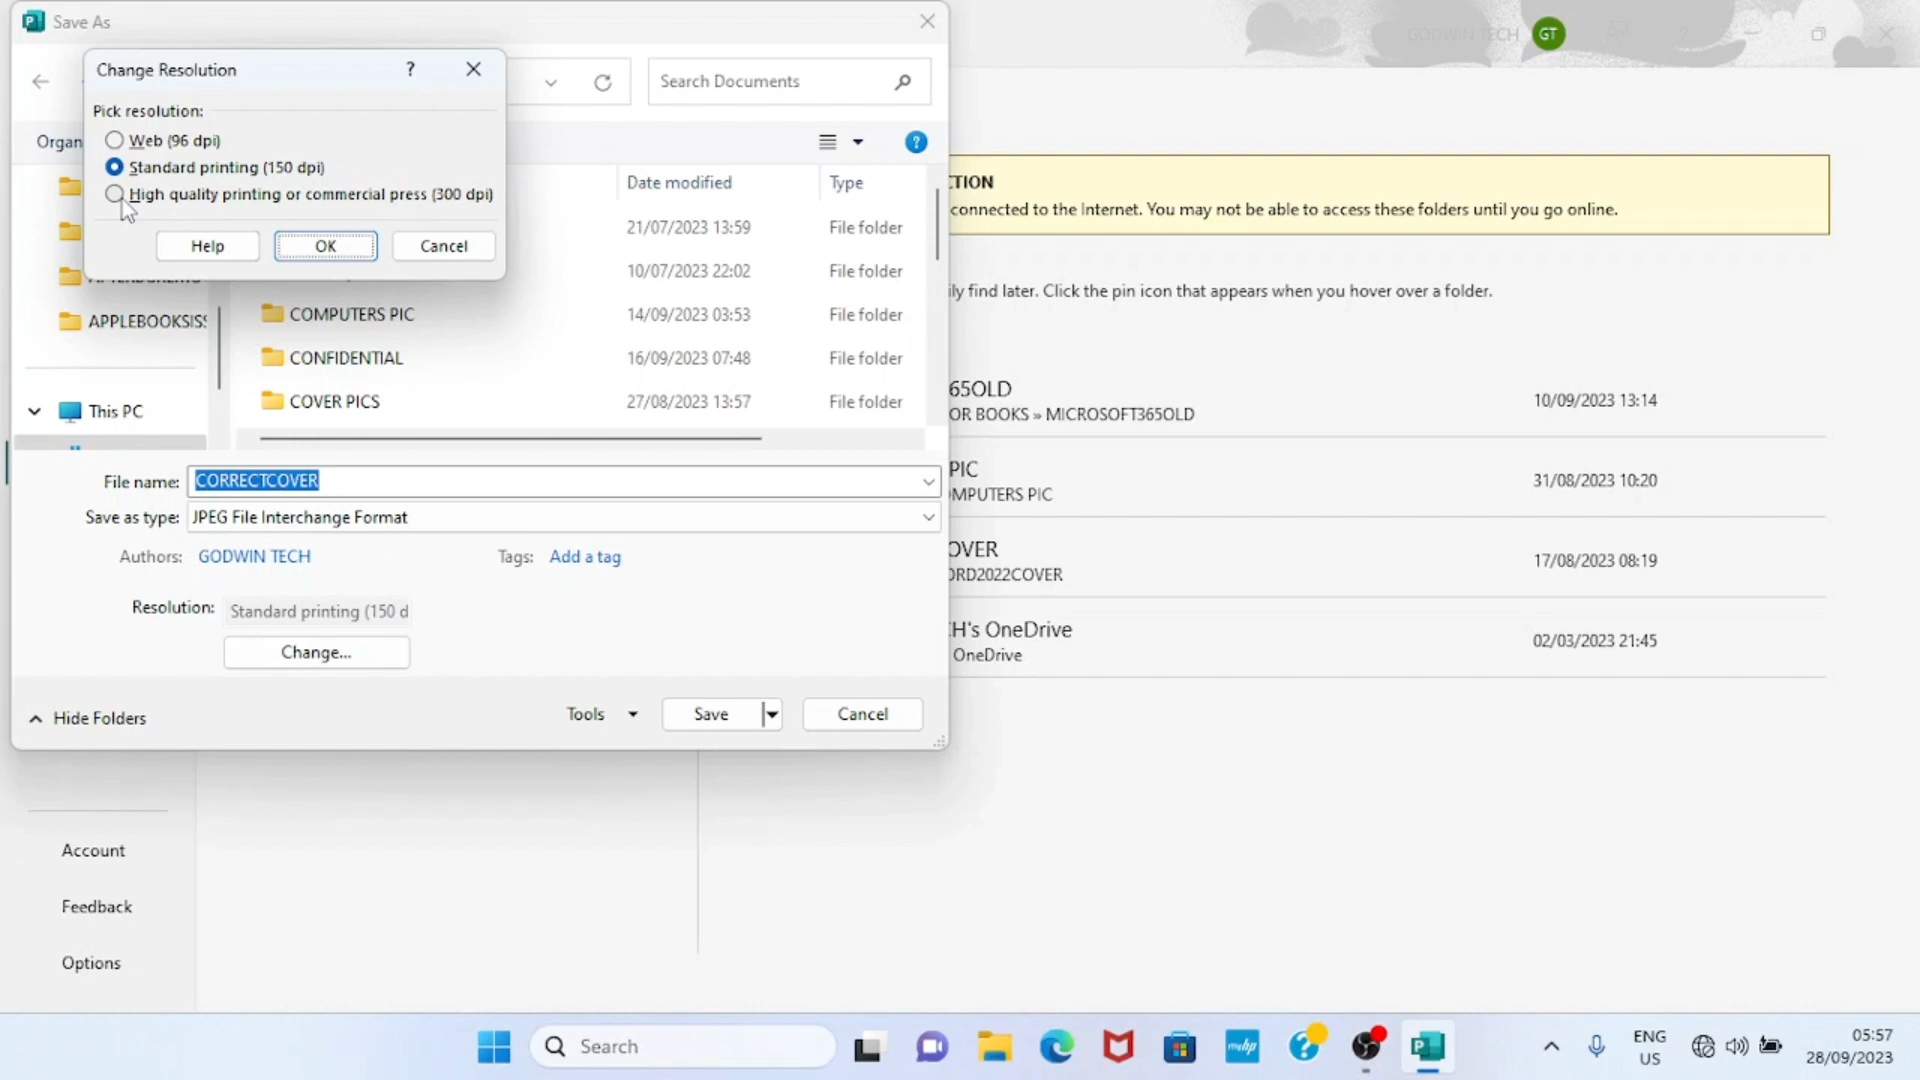 Save As
GODWIN TECH GT
Change Resolution ?
Pick resolution:
Web (96 dpi)
Standard printing (150 dpi)
High quality printing or commercial press (300 dpi)
Help OK Cancel
Search Documents
Organ
?
Date modified Type
21/07/2023 13:59 File folder
10/07/2023 22:02 File folder
COMPUTERS PIC 14/09/2023 03:53 File folder
APPLEBOOKSIS
CONFIDENTIAL 16/09/2023 07:48 File folder
COVER PICS 27/08/2023 13:57 File folder
This PC
File name: CORRECTCOVER
Save as type: JPEG File Interchange Format
Authors: GODWIN TECH Tags: Add a tag
Resolution: Standard printing (150 d
Change...
Hide Folders Tools Save Cancel
CTION
connected to the Internet. You may not be able to access these folders until you go online.
ily find later. Click the pin icon that appears when you hover over a folder.
65OLD
OR BOOKS » MICROSOFT365OLD
10/09/2023 13:14
PIC
MPUTERS PIC
31/08/2023 10:20
OVER
ORD2022COVER
17/08/2023 08:19
H's OneDrive
OneDrive
02/03/2023 21:45
Account
Feedback
Options
Search
myhp
ENG
US
05:57
28/09/2023